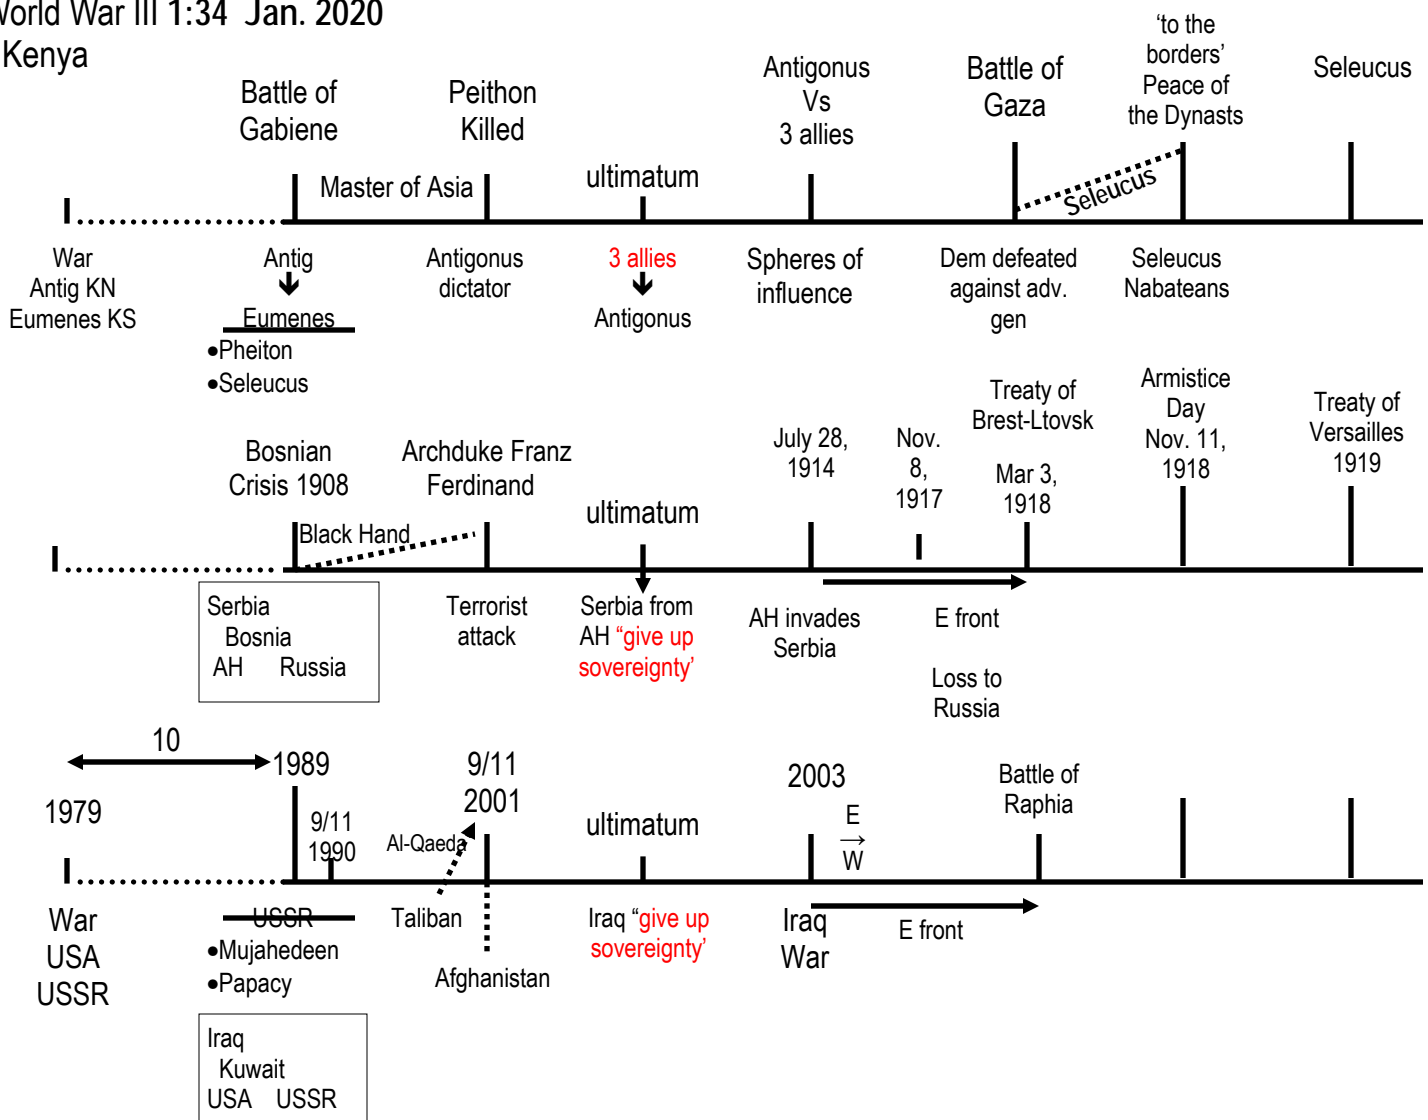 World War III 1:34 Jan. 2020
Kenya
Battle of
Gabiene
Peithon
Killed
Antigonus
Vs
3 allies
Battle of
Gaza
‘to the
borders’
Peace of
the Dynasts
Seleucus
Master of Asia
ultimatum
Seleucus
War
Antig KN
Eumenes KS
Antig
Eumenes
•Pheiton
•Seleucus
Antigonus
dictator
3 allies
Antigonus
Spheres of
influence
Dem defeated
against adv.
gen
Seleucus
Nabateans
Bosnian
Crisis 1908
Archduke Franz
Ferdinand
ultimatum
July 28,
1914
Nov.
8,
1917
Treaty of
Brest-Ltovsk
Mar 3,
1918
Armistice
Day
Nov. 11,
1918
Treaty of
Versailles
1919
Black Hand
Serbia
Bosnia
AH Russia
Terrorist
attack
Serbia from
AH “give up
sovereignty’
AH invades
Serbia
E front
Loss to
Russia
10
1979
1989
9/11
1990
Al-Qaeda
9/11
2001
ultimatum
2003
E
→
W
Battle of
Raphia
War
USA
USSR
USSR
•Mujahedeen
•Papacy
Taliban
Afghanistan
Iraq “give up
sovereignty’
Iraq
War
E front
Iraq
Kuwait
USA USSR